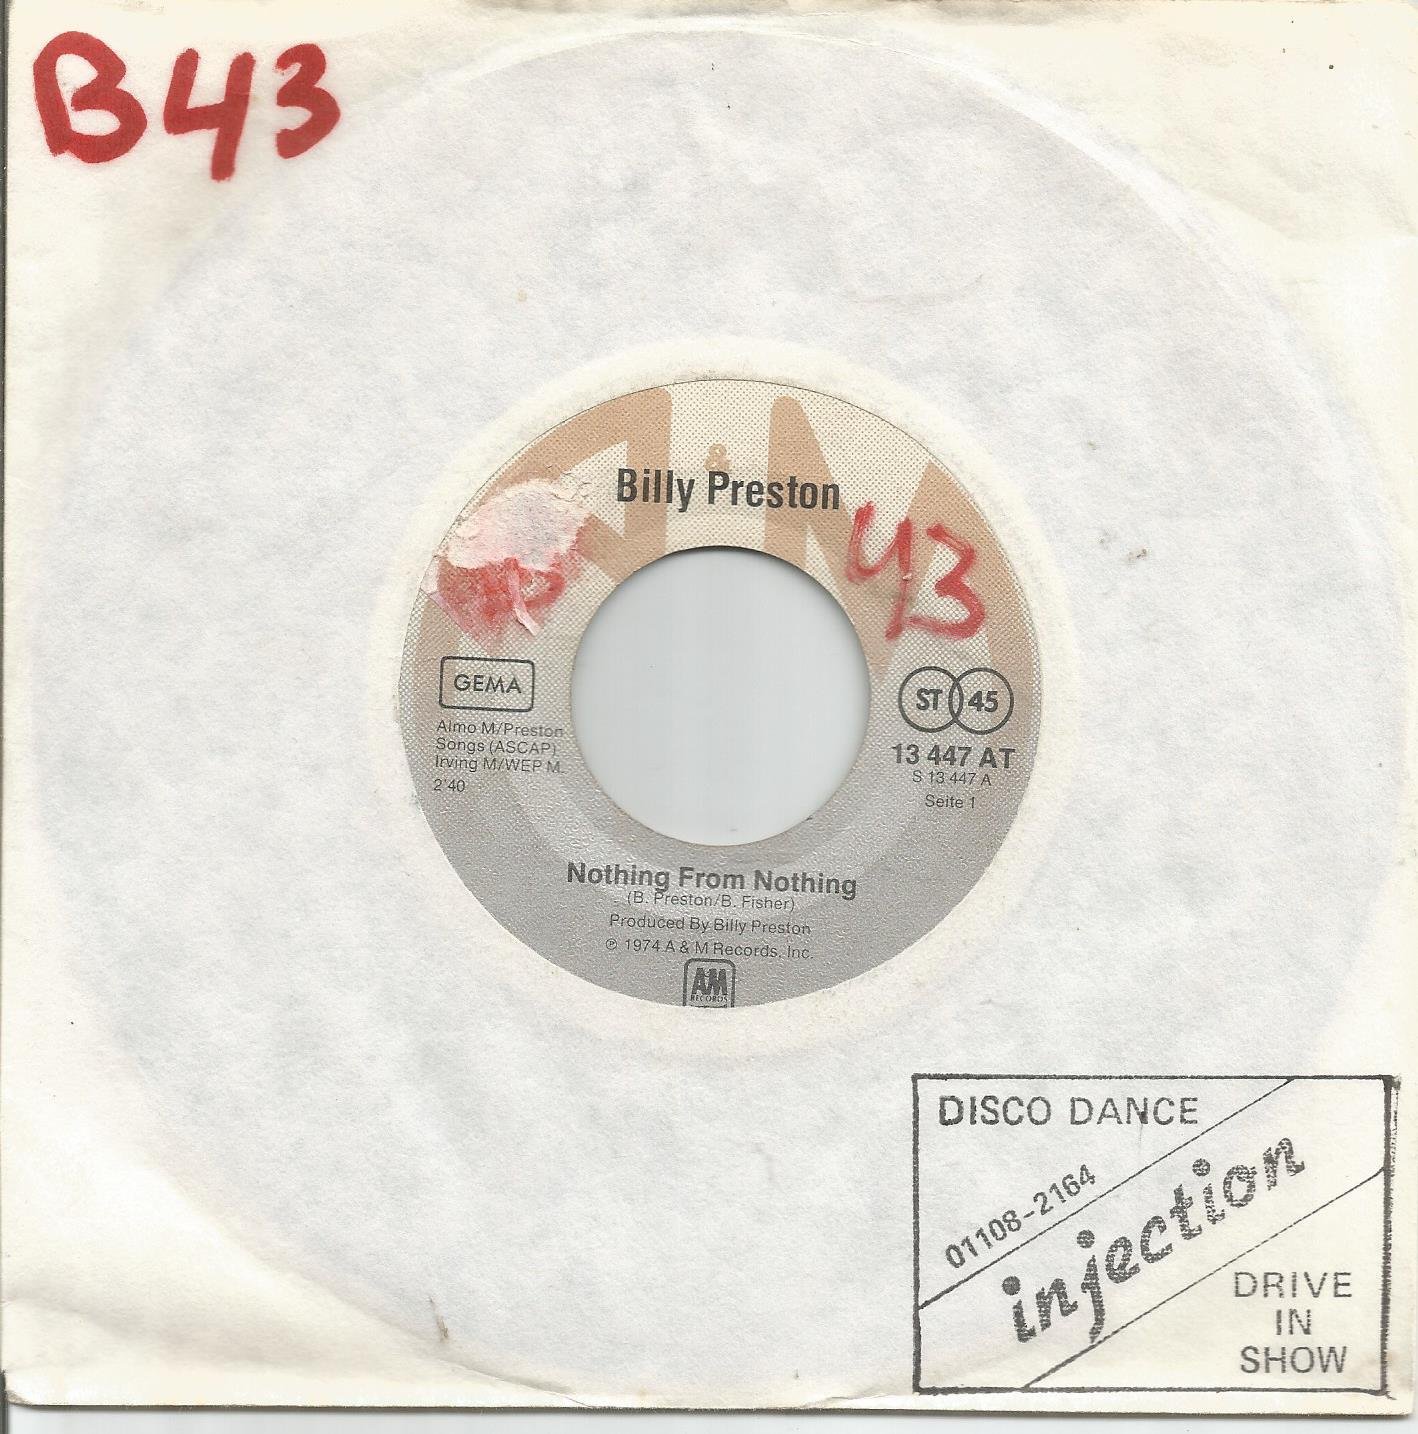 B43
&
Billy Preston
43
GEMA
Almo M/Preston
Songs (ASCAP)
Irving M/WEP M.
2'40
ST 45
13 447 AT
S 13 447 A
Seite 1
Nothing From Nothing
(B. Preston/B. Fisher)
Produced By Billy Preston
℗ 1974 A & M Records, Inc.
A&M
RECORDS
DISCO DANCE
01108-2164
injection
DRIVE
IN
SHOW